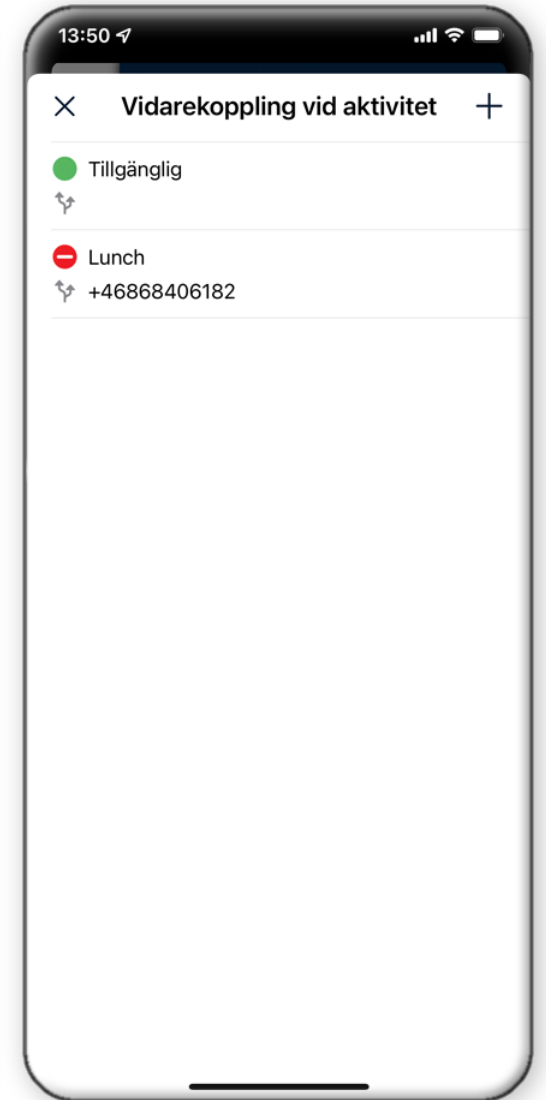 13:50
Vidarekoppling vid aktivitet
Tillgänglig
Lunch
+46868406182